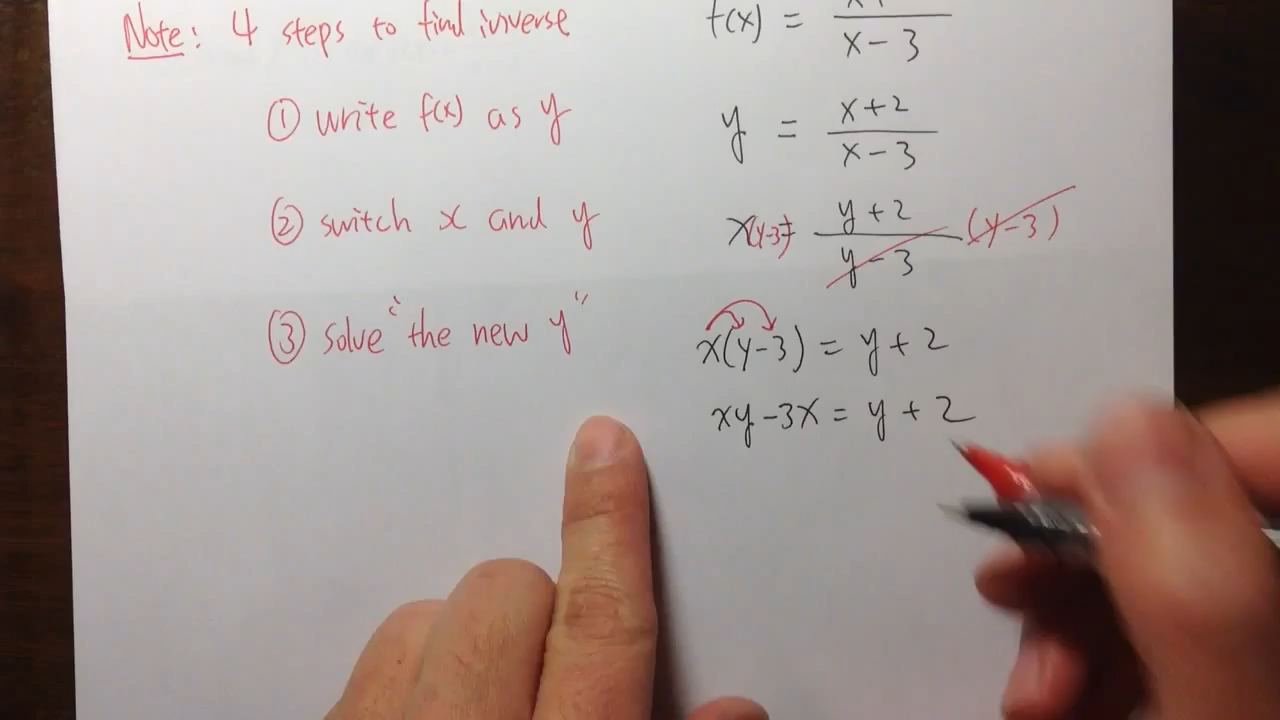 Note: 4 steps to find inverse
① write f(x) as y
② switch x and y
③ solve "the new y"
f(x) = x+ / x - 3
y = x+2 / x-3
x(y-3) = y+2 / y-3 (y-3)
x(y-3) = y+2
xy-3x = y+2